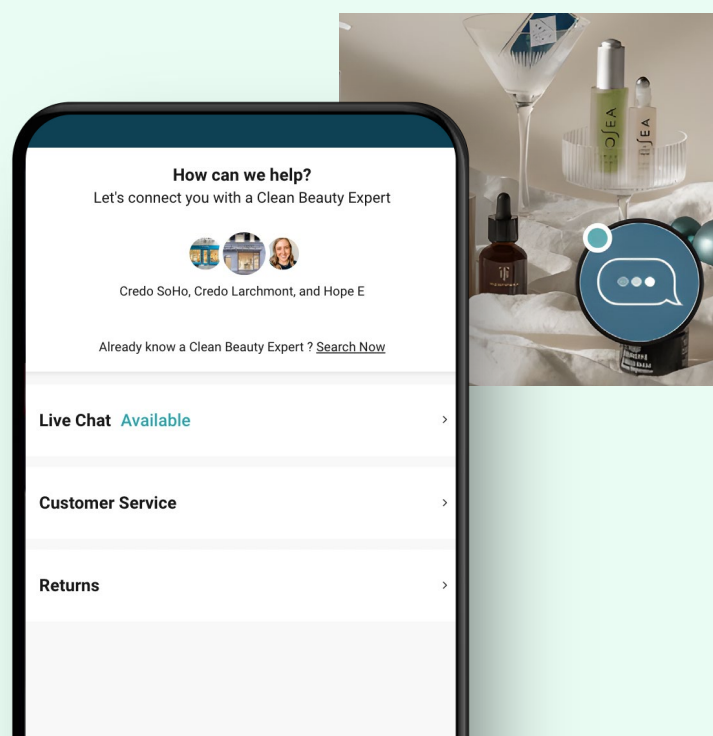 How can we help?
Let's connect you with a Clean Beauty Expert
Credo SoHo, Credo Larchmont, and Hope E
Already know a Clean Beauty Expert ? Search Now
Live Chat Available
Customer Service
Returns
OSEA